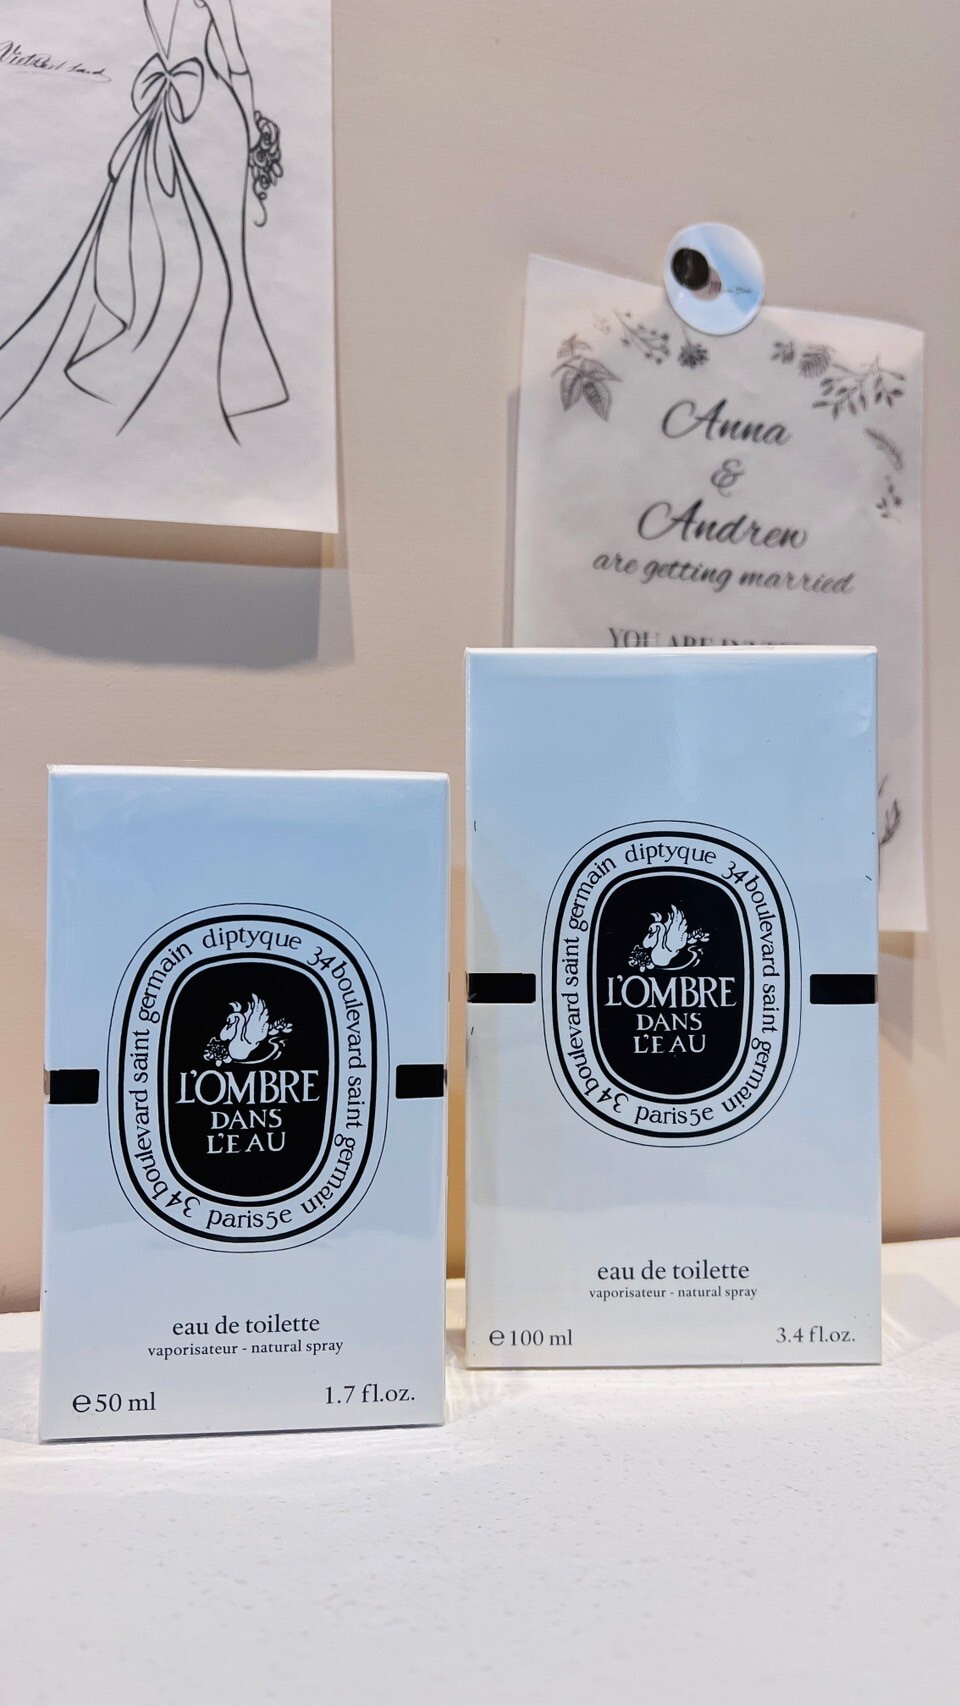 Anna
&
Andrew
are getting married
YOU ARE
diptyque 34 boulevard saint germain paris5e 34 boulevard saint germain
L'OMBRE
DANS
L'EAU
eau de toilette
vaporisateur - natural spray
e 50 ml
1.7 fl.oz.
diptyque 34 boulevard saint germain paris5e 34 boulevard saint germain
L'OMBRE
DANS
L'EAU
eau de toilette
vaporisateur - natural spray
e 100 ml
3.4 fl.oz.